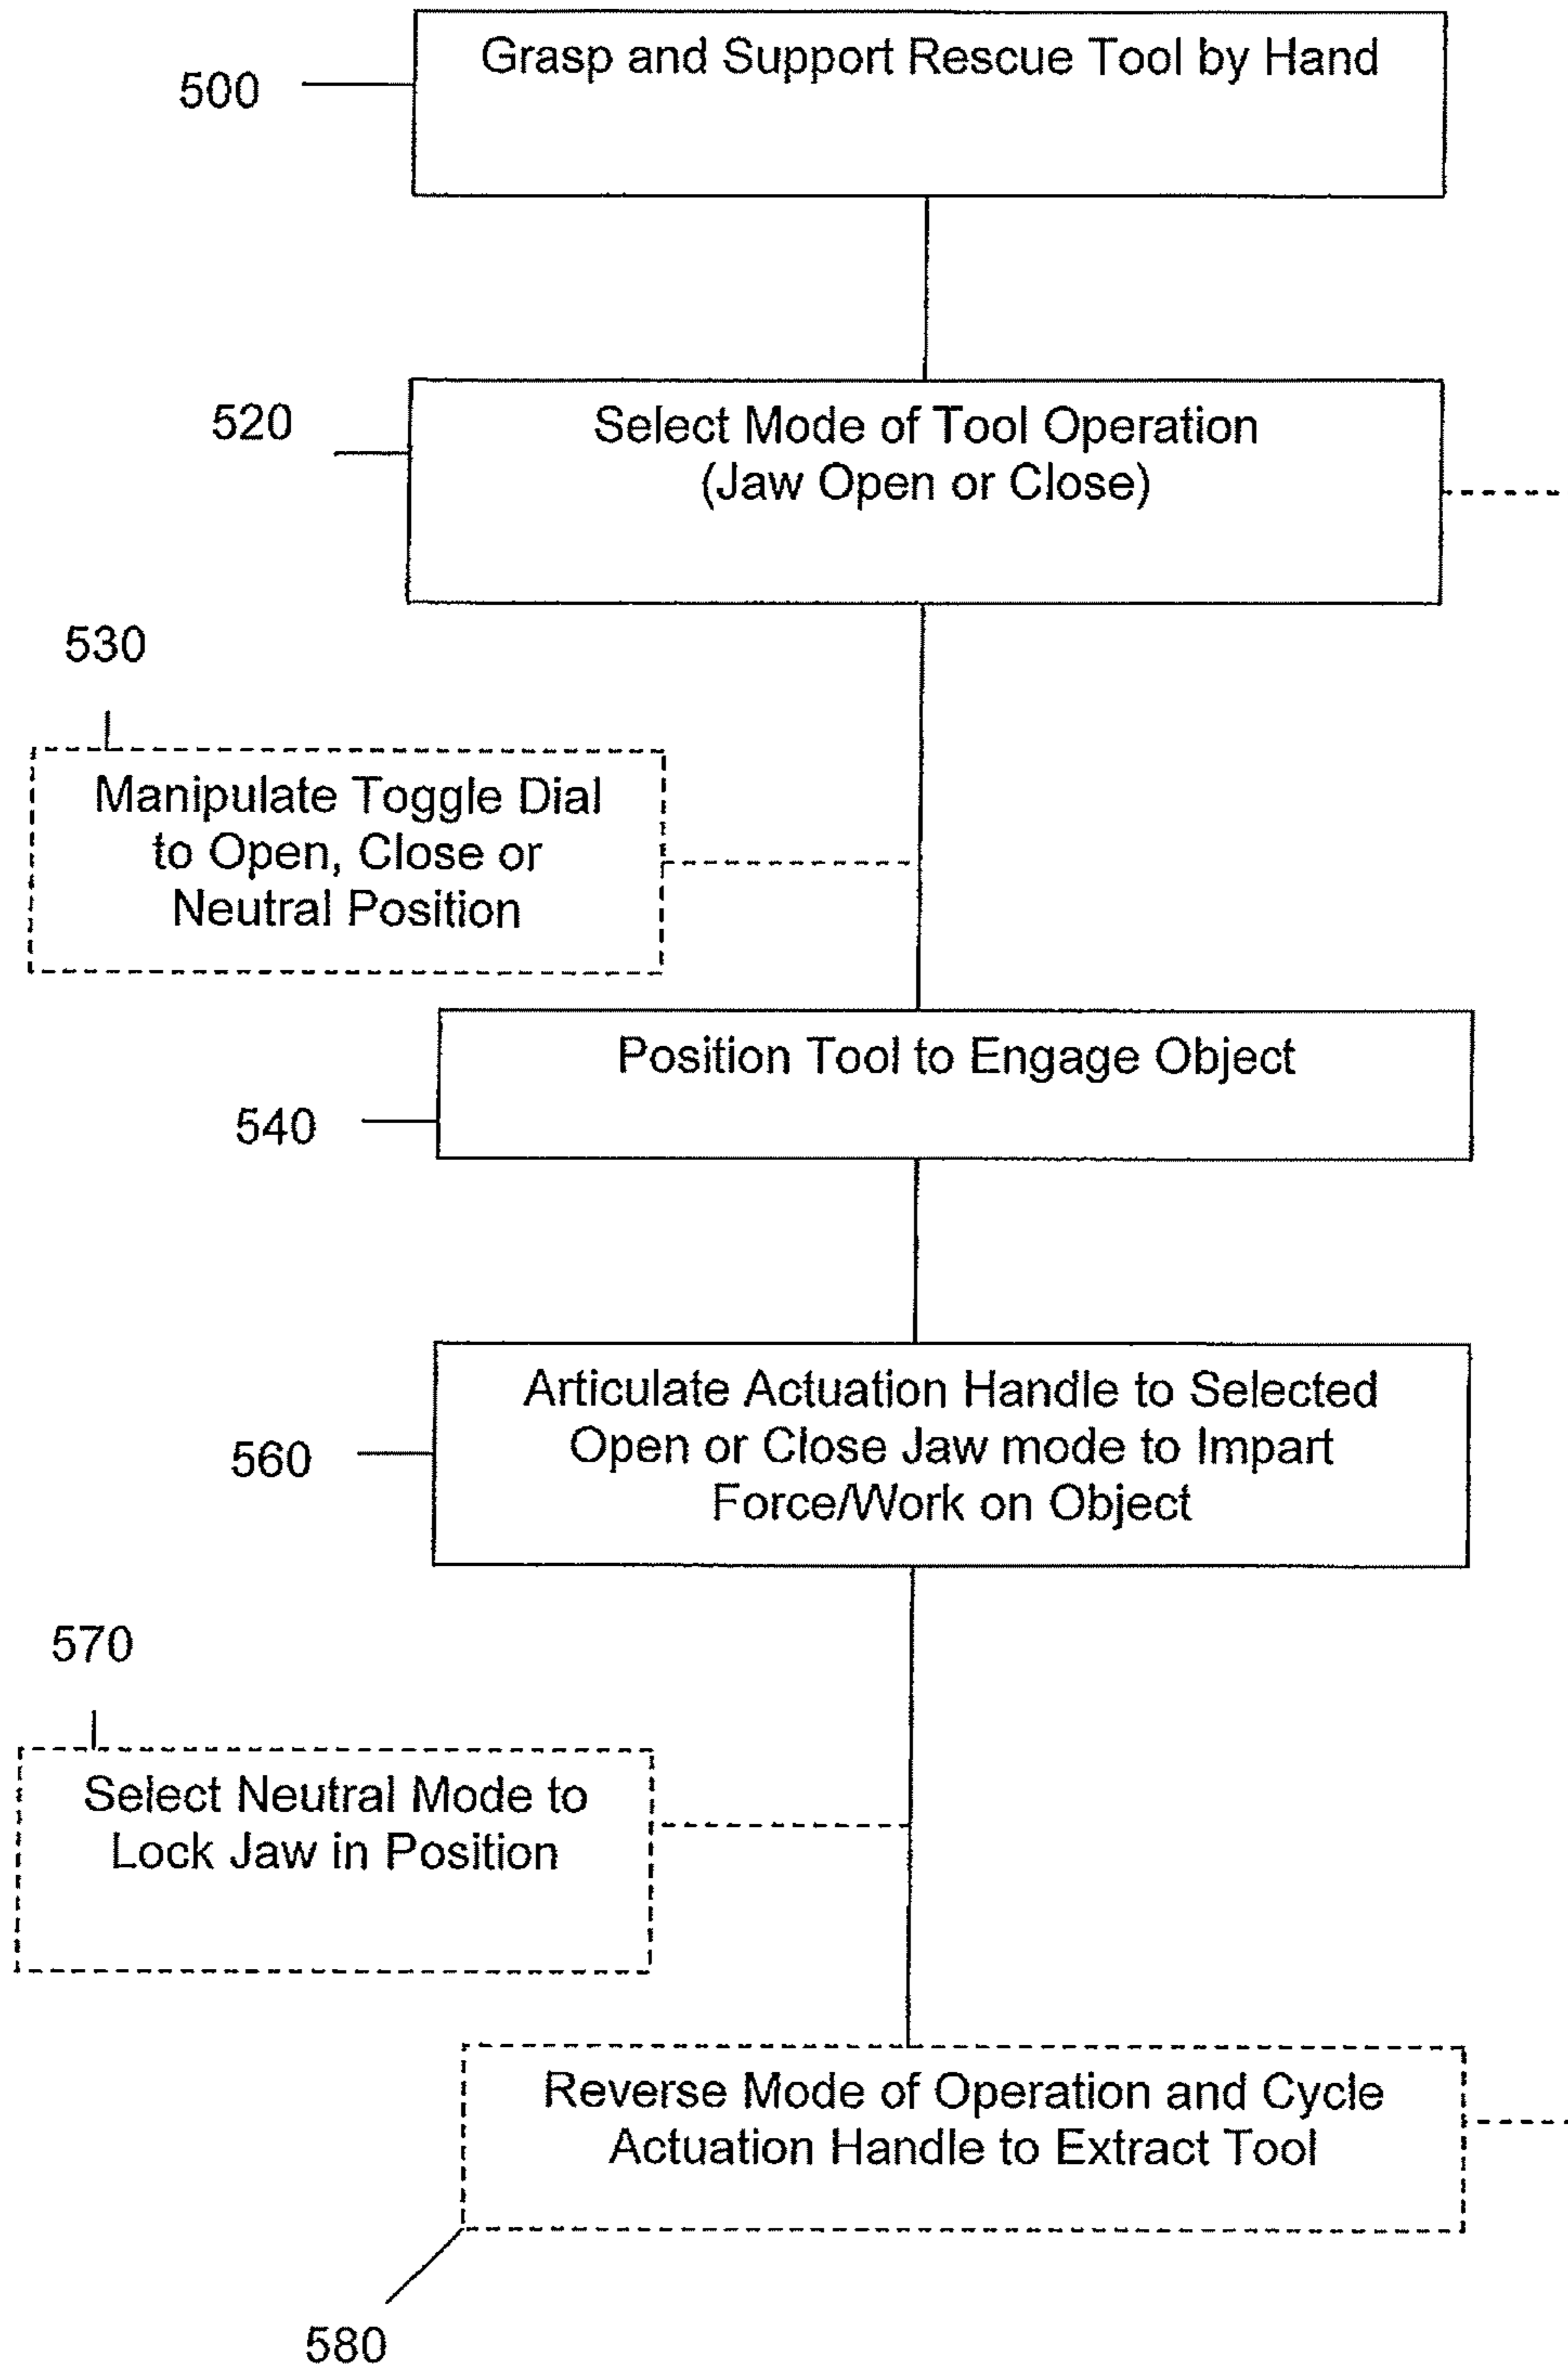 500
Grasp and Support Rescue Tool by Hand
520
Select Mode of Tool Operation
(Jaw Open or Close)
530
Manipulate Toggle Dial
to Open, Close or
Neutral Position
Position Tool to Engage Object
540
Articulate Actuation Handle to Selected
Open or Close Jaw mode to Impart
Force/Work on Object
560
570
Select Neutral Mode to
Lock Jaw in Position
Reverse Mode of Operation and Cycle
Actuation Handle to Extract Tool
580